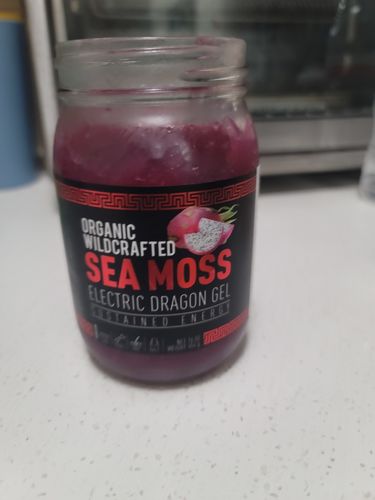 ORGANIC
WILDCRAFTED
SEA MOSS
ELECTRIC DRAGON GEL
SUSTAINED ENERGY